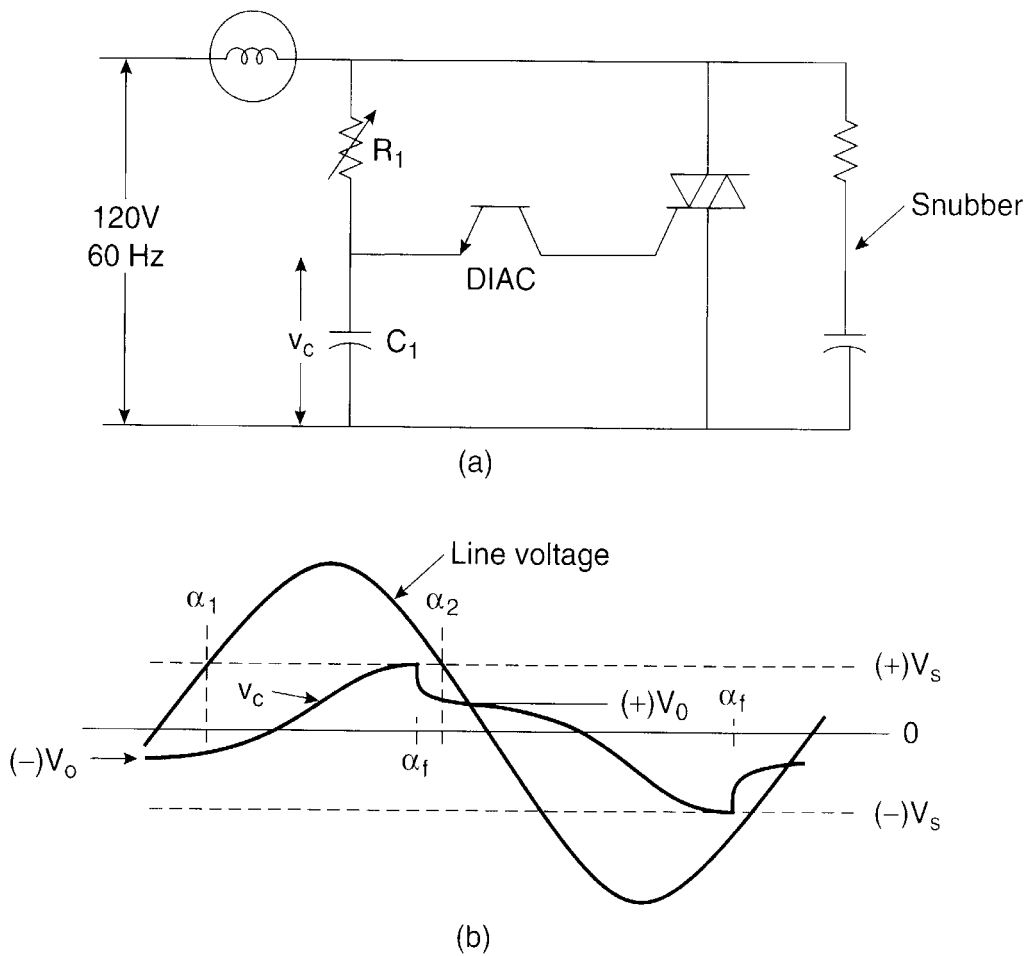 R1
120V
60 Hz
Snubber
DIAC
vc
C1
(a)
Line voltage
α1
α2
(+)Vs
vc
(+)V0
αf
0
(−)Vo
αf
(−)Vs
(b)